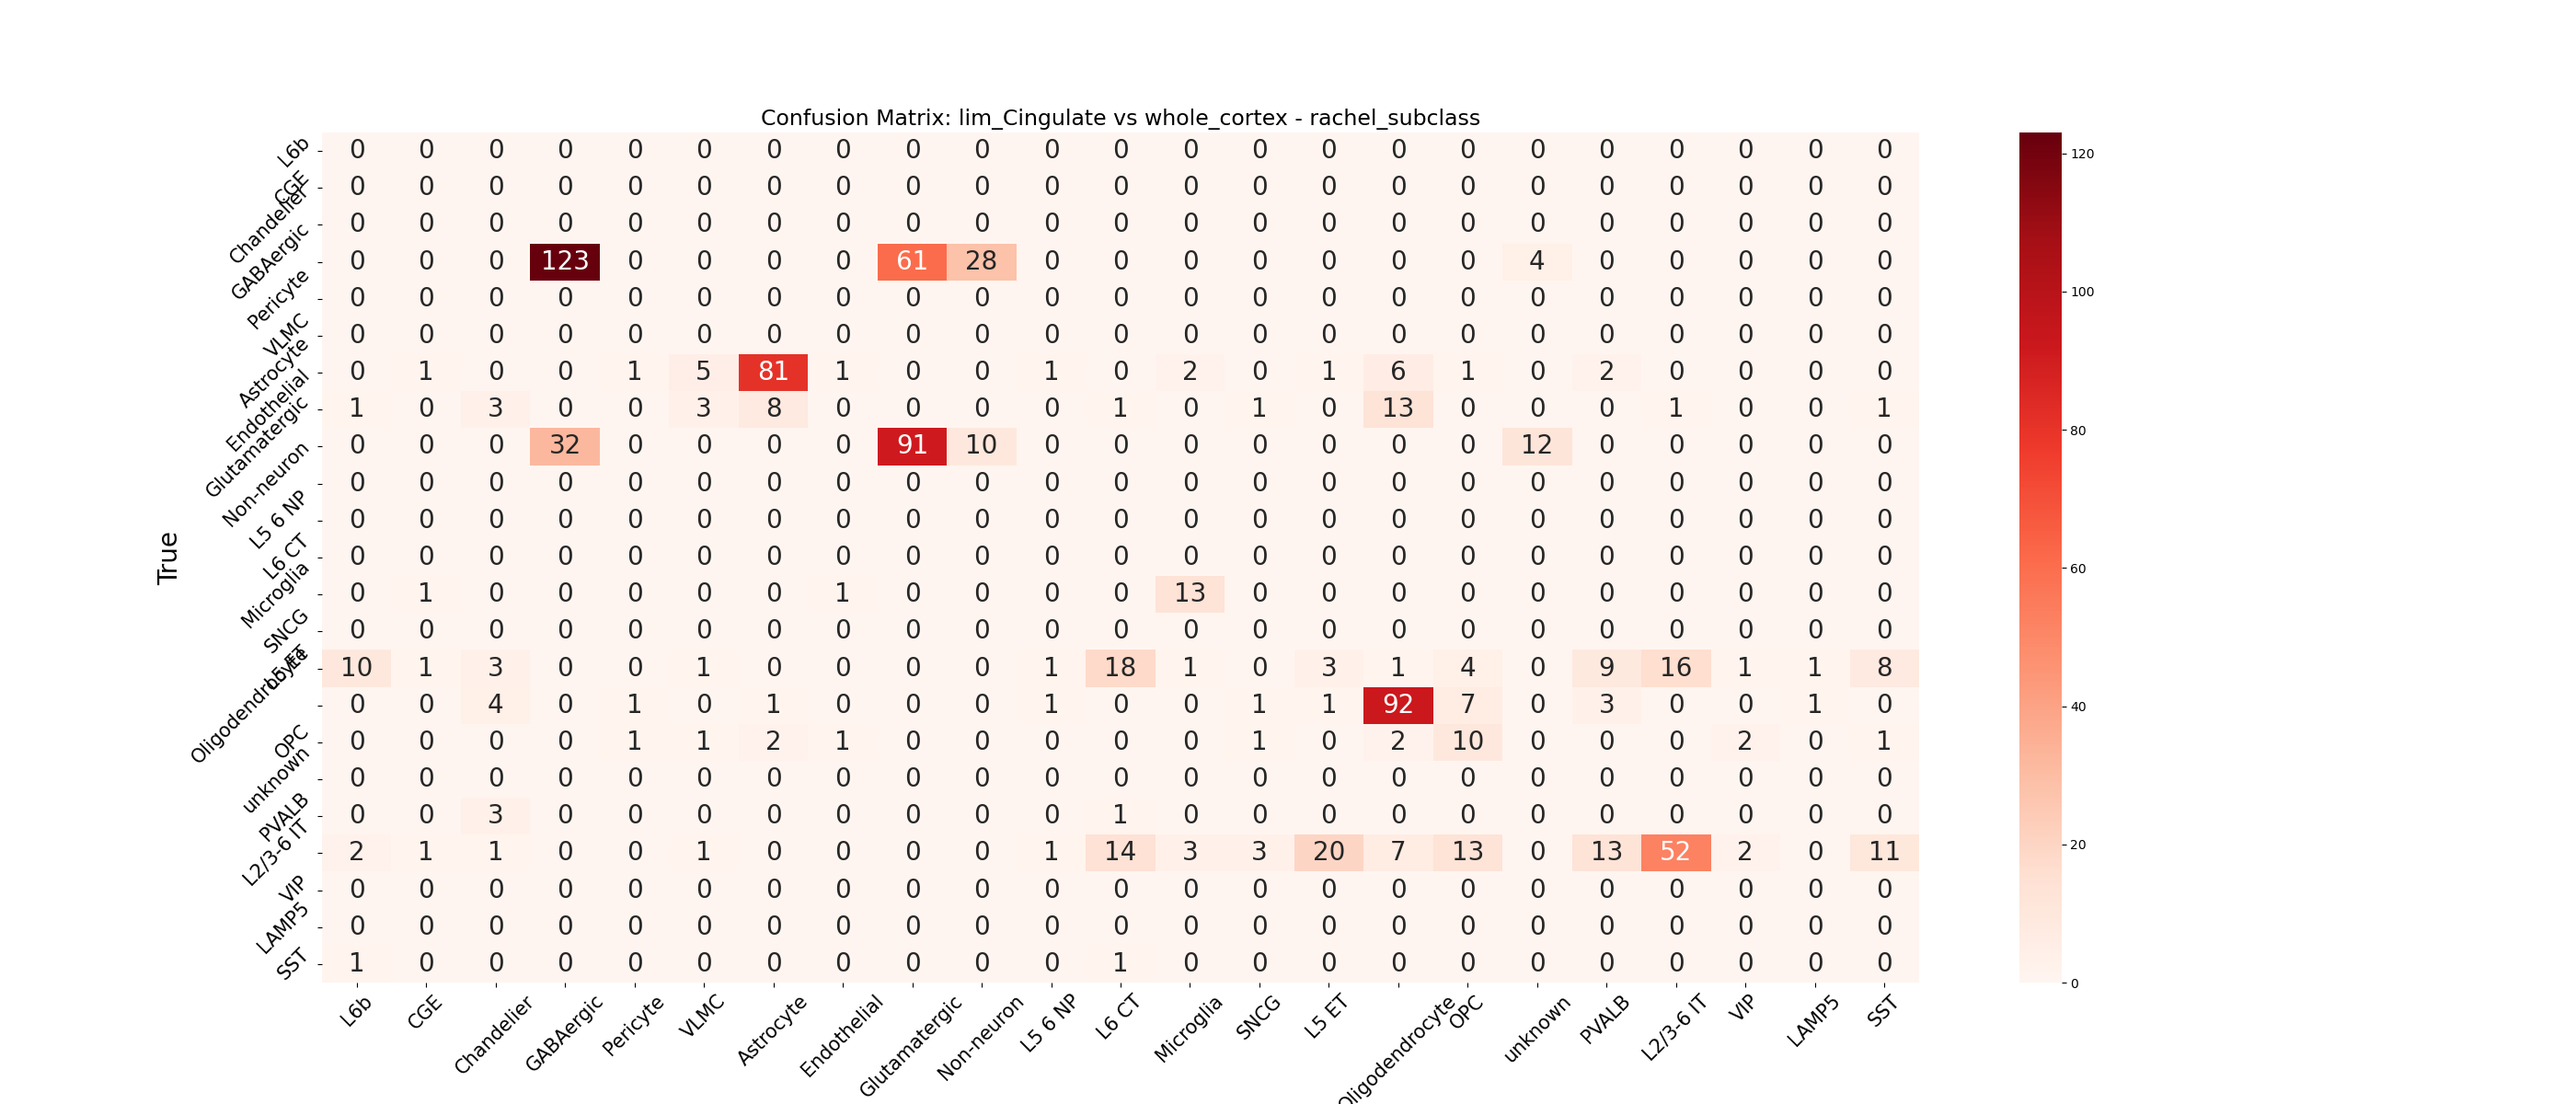 Confusion Matrix: lim_Cingulate vs whole_cortex - rachel_subclass
True
L6b 0 0 0 0 0 0 0 0 0 0 0 0 0 0 0 0 0 0 0 0 0 0 0
CGE 0 0 0 0 0 0 0 0 0 0 0 0 0 0 0 0 0 0 0 0 0 0 0
Chandelier 0 0 0 0 0 0 0 0 0 0 0 0 0 0 0 0 0 0 0 0 0 0 0
GABAergic 0 0 0 123 0 0 0 0 61 28 0 0 0 0 0 0 0 4 0 0 0 0 0
Pericyte 0 0 0 0 0 0 0 0 0 0 0 0 0 0 0 0 0 0 0 0 0 0 0
VLMC 0 0 0 0 0 0 0 0 0 0 0 0 0 0 0 0 0 0 0 0 0 0 0
Astrocyte 0 1 0 0 1 5 81 1 0 0 1 0 2 0 1 6 1 0 2 0 0 0 0
Endothelial 1 0 3 0 0 3 8 0 0 0 0 1 0 1 0 13 0 0 0 1 0 0 1
Glutamatergic 0 0 0 32 0 0 0 0 91 10 0 0 0 0 0 0 0 12 0 0 0 0 0
Non-neuron 0 0 0 0 0 0 0 0 0 0 0 0 0 0 0 0 0 0 0 0 0 0 0
L5 6 NP 0 0 0 0 0 0 0 0 0 0 0 0 0 0 0 0 0 0 0 0 0 0 0
L6 CT 0 0 0 0 0 0 0 0 0 0 0 0 0 0 0 0 0 0 0 0 0 0 0
Microglia 0 1 0 0 0 0 0 1 0 0 0 0 13 0 0 0 0 0 0 0 0 0 0
SNCG 0 0 0 0 0 0 0 0 0 0 0 0 0 0 0 0 0 0 0 0 0 0 0
L5 ET 10 1 3 0 0 1 0 0 0 0 1 18 1 0 3 1 4 0 9 16 1 1 8
Oligodendrocyte 0 0 4 0 1 0 1 0 0 0 1 0 0 1 1 92 7 0 3 0 0 1 0
OPC 0 0 0 0 1 1 2 1 0 0 0 0 0 1 0 2 10 0 0 0 2 0 1
unknown 0 0 0 0 0 0 0 0 0 0 0 0 0 0 0 0 0 0 0 0 0 0 0
PVALB 0 0 3 0 0 0 0 0 0 0 0 1 0 0 0 0 0 0 0 0 0 0 0
L2/3-6 IT 2 1 1 0 0 1 0 0 0 0 1 14 3 3 20 7 13 0 13 52 2 0 11
VIP 0 0 0 0 0 0 0 0 0 0 0 0 0 0 0 0 0 0 0 0 0 0 0
LAMP5 0 0 0 0 0 0 0 0 0 0 0 0 0 0 0 0 0 0 0 0 0 0 0
SST 1 0 0 0 0 0 0 0 0 0 0 1 0 0 0 0 0 0 0 0 0 0 0
L6b CGE Chandelier GABAergic Pericyte VLMC Astrocyte Endothelial Glutamatergic Non-neuron L5 6 NP L6 CT Microglia SNCG L5 ET Oligodendrocyte OPC unknown PVALB L2/3-6 IT VIP LAMP5 SST
120
100
80
60
40
20
0